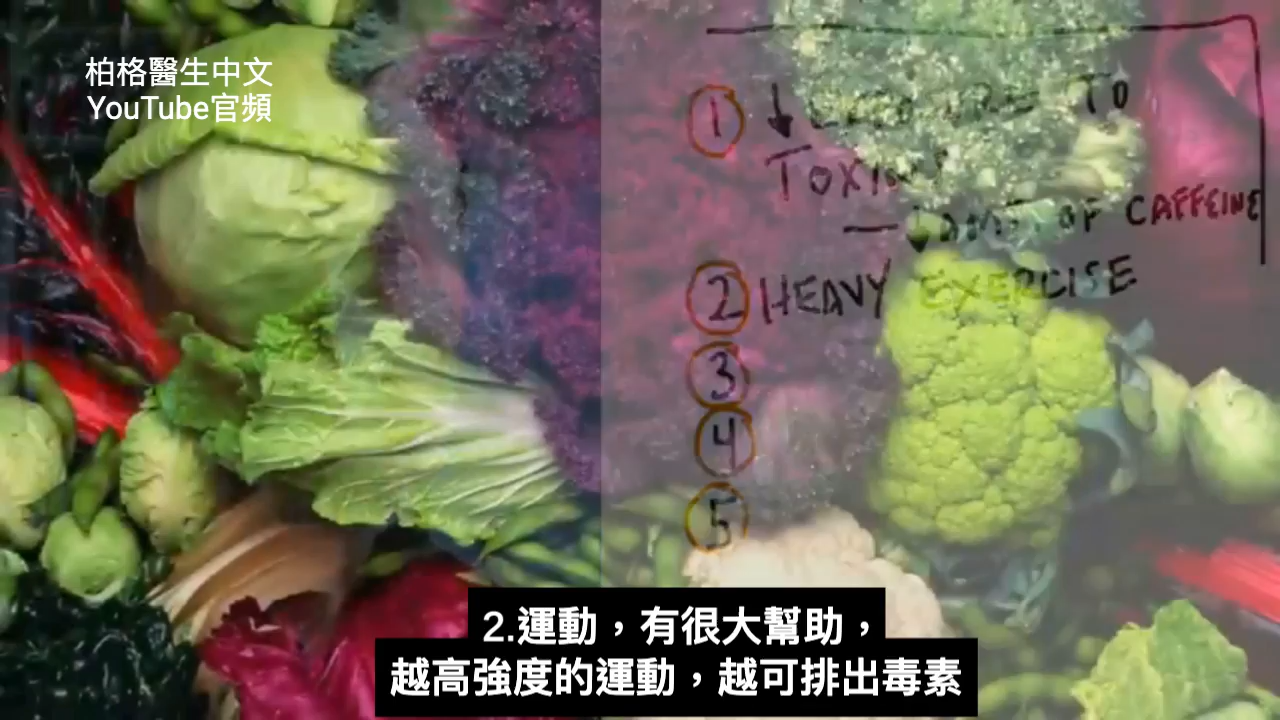 柏格醫生中文
YouTube官頻
1 ↓ TO
TOXINS
— ↓ AMT OF CAFFEINE
2 HEAVY EXERCISE
3
4
5
2.運動，有很大幫助，
越高強度的運動，越可排出毒素